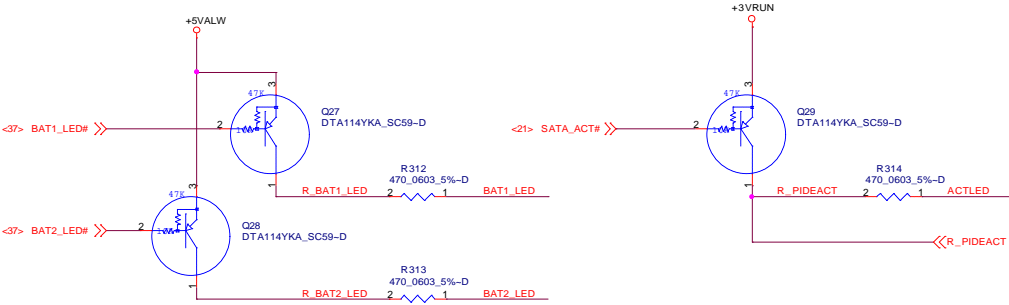 +5VALW
+3VRUN
47K
3
Q27
DTA114YKA_SC59~D
<37> BAT1_LED#
2
1
R312
470_0603_5%~D
R_BAT1_LED
2
1
BAT1_LED
47K
3
Q28
DTA114YKA_SC59~D
<37> BAT2_LED#
2
1
R313
470_0603_5%~D
R_BAT2_LED
2
1
BAT2_LED
47K
3
Q29
DTA114YKA_SC59~D
<21> SATA_ACT#
2
1
R314
470_0603_5%~D
R_PIDEACT
2
1
ACTLED
R_PIDEACT